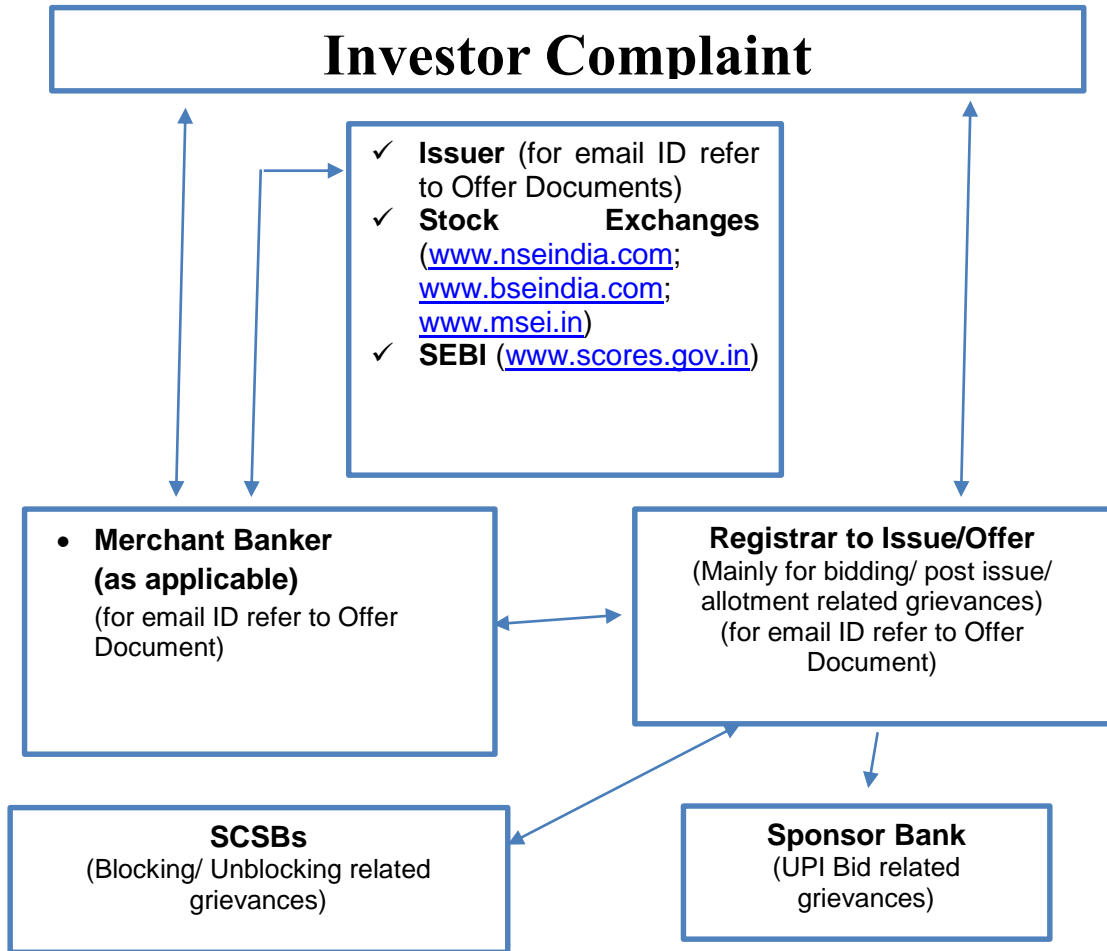 Investor Complaint
✓ Issuer (for email ID refer
to Offer Documents)
✓ Stock Exchanges
(www.nseindia.com;
www.bseindia.com;
www.msei.in)
✓ SEBI (www.scores.gov.in)
• Merchant Banker
(as applicable)
(for email ID refer to Offer
Document)
Registrar to Issue/Offer
(Mainly for bidding/ post issue/
allotment related grievances)
(for email ID refer to Offer
Document)
SCSBs
(Blocking/ Unblocking related
grievances)
Sponsor Bank
(UPI Bid related
grievances)